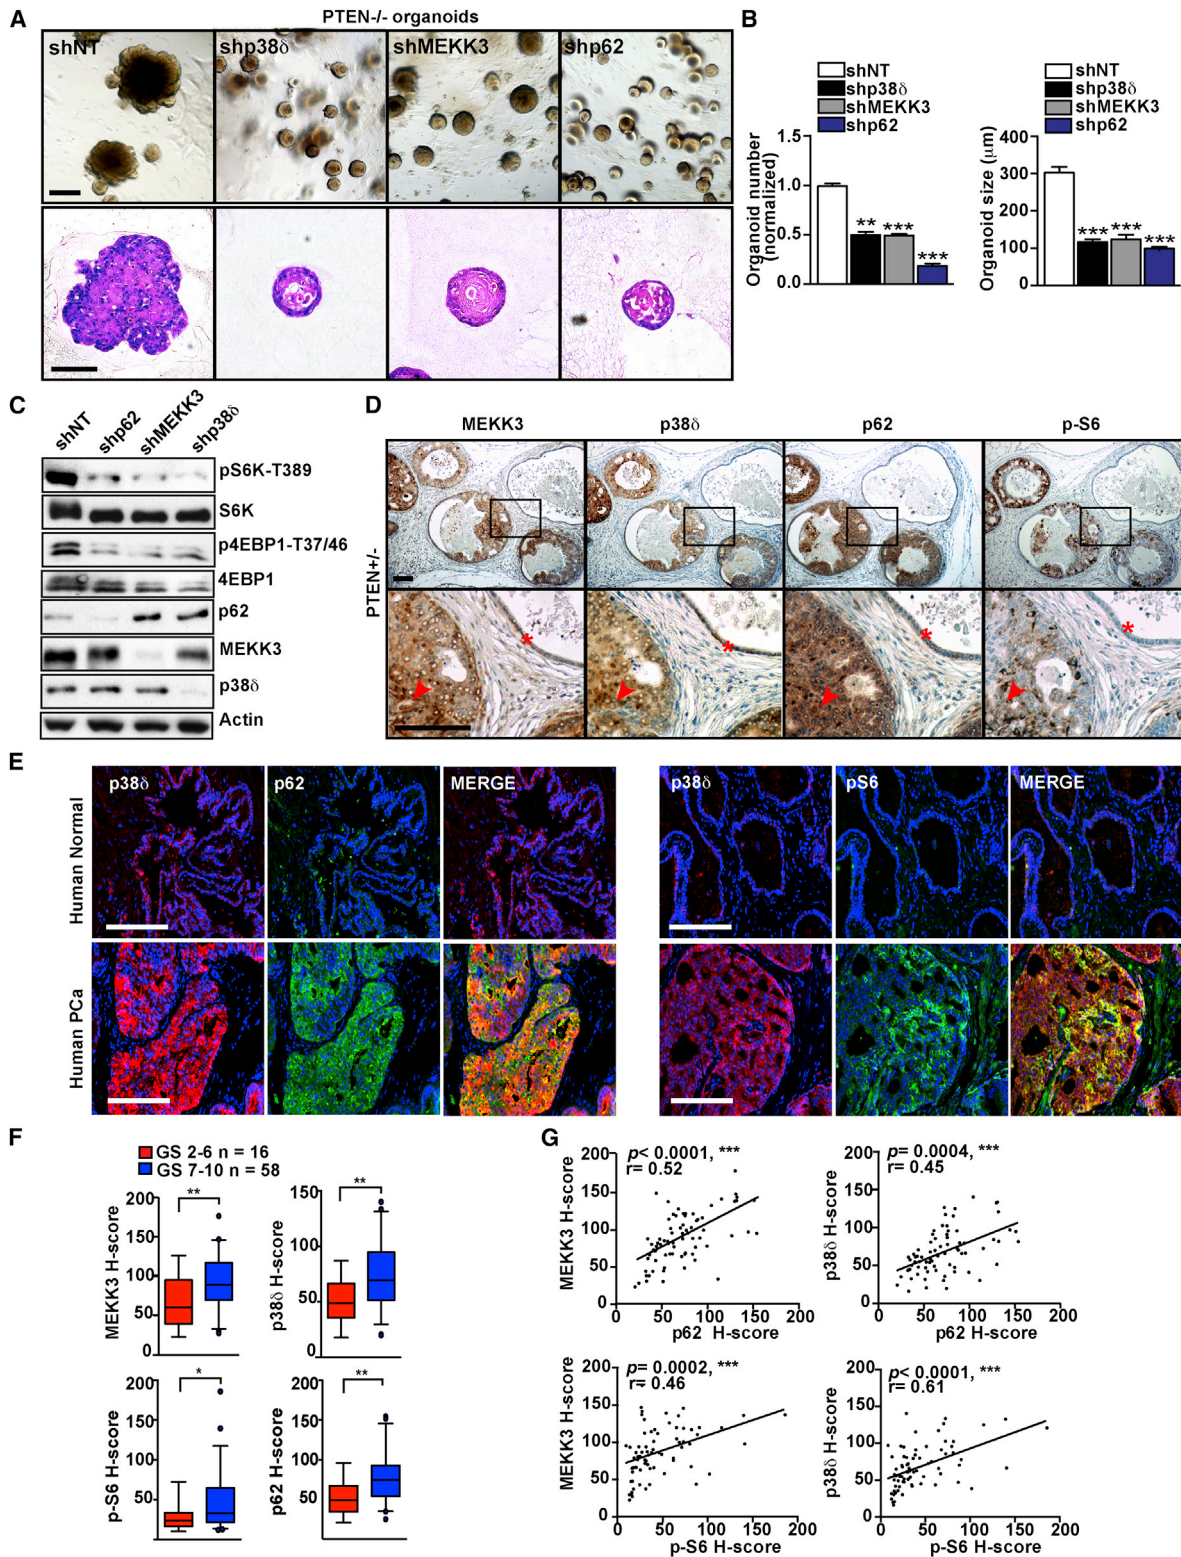 A
PTEN-/- organoids
shNT
shp38δ
shMEKK3
shp62
B
shNT
shp38δ
shMEKK3
shp62
Organoid number
(normalized)
1.5
1.0
0.5
0.0
**
***
***
shNT
shp38δ
shMEKK3
shp62
Organoid size (μm)
400
300
200
100
0
***
***
***
C
shNT
shp62
shMEKK3
shp38δ
pS6K-T389
S6K
p4EBP1-T37/46
4EBP1
p62
MEKK3
p38δ
Actin
D
MEKK3
p38δ
p62
p-S6
PTEN+/-
*
*
*
*
E
Human Normal
Human PCa
p38δ
p62
MERGE
p38δ
pS6
MERGE
F
GS 2-6 n = 16
GS 7-10 n = 58
MEKK3 H-score
200
150
100
50
0
**
p38δ H-score
150
100
50
0
**
p-S6 H-score
200
150
100
50
*
p62 H-score
200
150
100
50
**
G
MEKK3 H-score
200
150
100
50
0
p< 0.0001, ***
r= 0.52
0 50 100 150 200
p62 H-score
p38δ H-score
200
150
100
50
0
p= 0.0004, ***
r= 0.45
0 50 100 150 200
p62 H-score
MEKK3 H-score
200
150
100
50
0
p= 0.0002, ***
r= 0.46
0 50 100 150 200
p-S6 H-score
p38δ H-score
200
150
100
50
0
p< 0.0001, ***
r= 0.61
0 50 100 150 200
p-S6 H-score